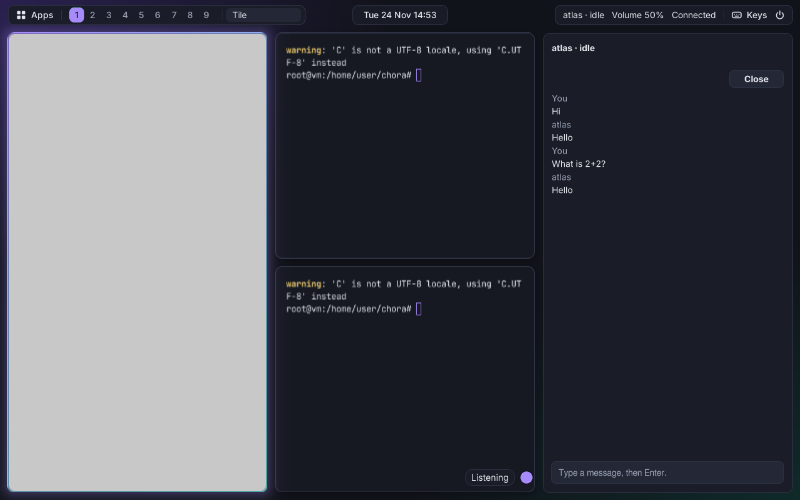 Apps 1 2 3 4 5 6 7 8 9 Tile Tue 24 Nov 14:53 atlas · idle Volume 50% Connected Keys
warning: 'C' is not a UTF-8 locale, using 'C.UT
F-8' instead
root@vm:/home/user/chora#
warning: 'C' is not a UTF-8 locale, using 'C.UT
F-8' instead
root@vm:/home/user/chora#
Listening
atlas · idle
Close
You
Hi
atlas
Hello
You
What is 2+2?
atlas
Hello
Type a message, then Enter.